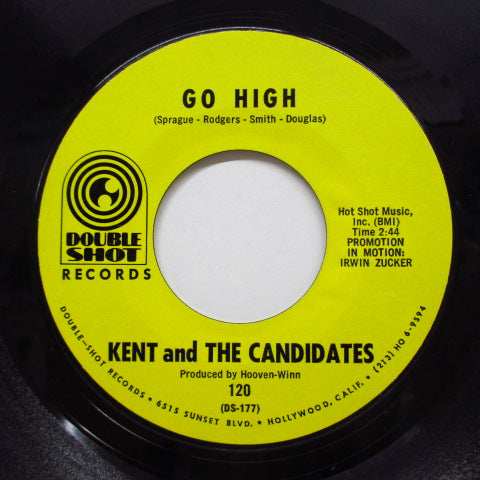 GO HIGH
(Sprague - Rodgers - Smith - Douglas)
DOUBLE
SHOT
RECORDS
Hot Shot Music,
Inc. (BMI)
Time 2:44
PROMOTION
IN MOTION:
IRWIN ZUCKER
KENT and THE CANDIDATES
Produced by Hooven-Winn
120
(DS-177)
DOUBLE-SHOT RECORDS • 6515 SUNSET BLVD. • HOLLYWOOD, CALIF. • (213) HO 6-9594